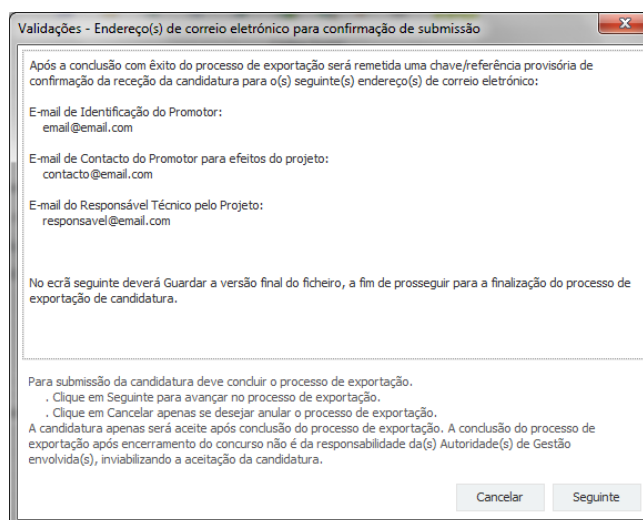 Validações - Endereço(s) de correio eletrónico para confirmação de submissão
Após a conclusão com êxito do processo de exportação será remetida uma chave/referência provisória de
confirmação da receção da candidatura para o(s) seguinte(s) endereço(s) de correio eletrónico:
E-mail de Identificação do Promotor:
email@email.com
E-mail de Contacto do Promotor para efeitos do projeto:
contacto@email.com
E-mail do Responsável Técnico pelo Projeto:
responsavel@email.com
No ecrã seguinte deverá Guardar a versão final do ficheiro, a fim de prosseguir para a finalização do processo de
exportação de candidatura.
Para submissão da candidatura deve concluir o processo de exportação.
. Clique em Seguinte para avançar no processo de exportação.
. Clique em Cancelar apenas se desejar anular o processo de exportação.
A candidatura apenas será aceite após conclusão do processo de exportação. A conclusão do processo de
exportação após encerramento do concurso não é da responsabilidade da(s) Autoridade(s) de Gestão
envolvida(s), inviabilizando a aceitação da candidatura.
Cancelar Seguinte